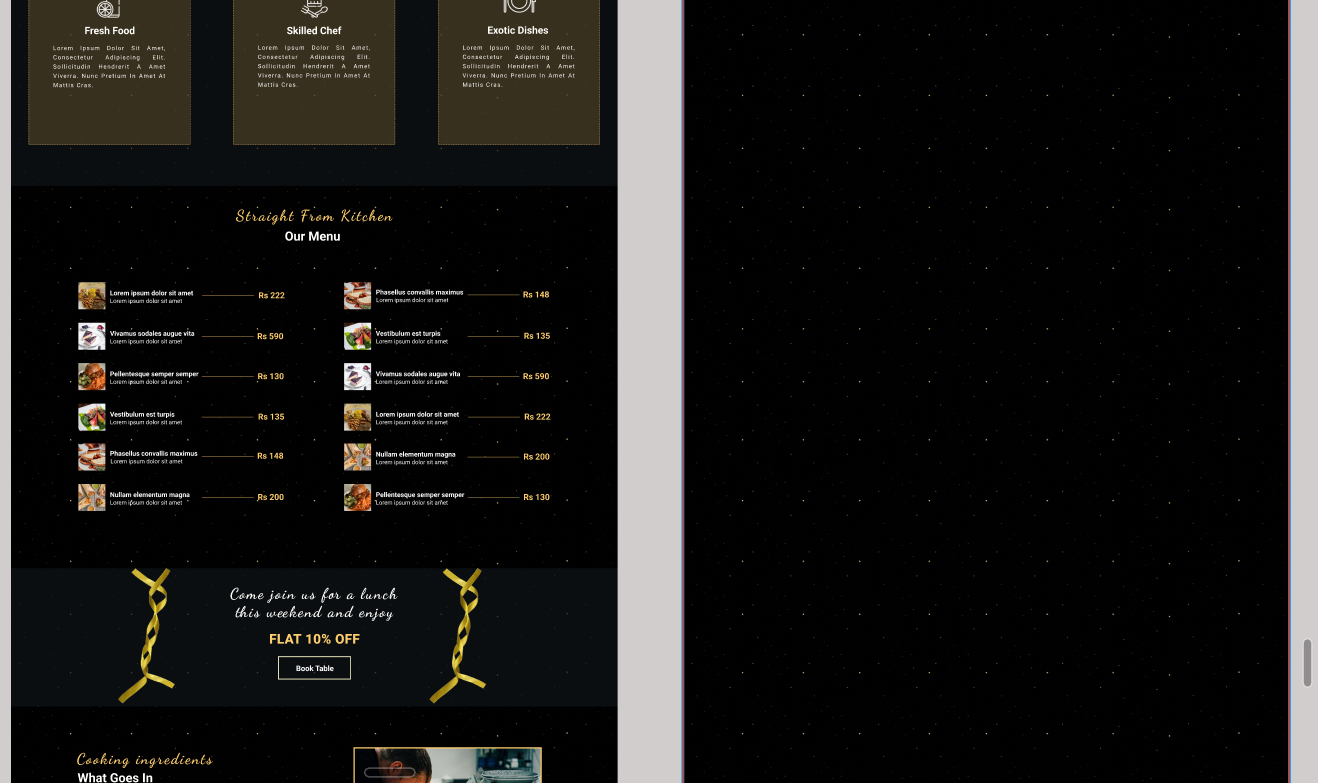 Fresh Food
Lorem Ipsum Dolor Sit Amet,
Consectetur Adipiscing Elit.
Sollicitudin Hendrerit A Amet
Viverra. Nunc Pretium In Amet At
Mattis Cras.
Skilled Chef
Lorem Ipsum Dolor Sit Amet,
Consectetur Adipiscing Elit.
Sollicitudin Hendrerit A Amet
Viverra. Nunc Pretium In Amet At
Mattis Cras.
Exotic Dishes
Lorem Ipsum Dolor Sit Amet,
Consectetur Adipiscing Elit.
Sollicitudin Hendrerit A Amet
Viverra. Nunc Pretium In Amet At
Mattis Cras.
Straight From Kitchen
Our Menu
Lorem ipsum dolor sit amet
Lorem ipsum dolor sit amet
Rs 222
Vivamus sodales augue vita
Lorem ipsum dolor sit amet
Rs 590
Pellentesque semper semper
Lorem ipsum dolor sit amet
Rs 130
Vestibulum est turpis
Lorem ipsum dolor sit amet
Rs 135
Phasellus convallis maximus
Lorem ipsum dolor sit amet
Rs 148
Nullam elementum magna
Lorem ipsum dolor sit amet
Rs 200
Phasellus convallis maximus
Lorem ipsum dolor sit amet
Rs 148
Vestibulum est turpis
Lorem ipsum dolor sit amet
Rs 135
Vivamus sodales augue vita
Lorem ipsum dolor sit amet
Rs 590
Lorem ipsum dolor sit amet
Lorem ipsum dolor sit amet
Rs 222
Nullam elementum magna
Lorem ipsum dolor sit amet
Rs 200
Pellentesque semper semper
Lorem ipsum dolor sit amet
Rs 130
Come join us for a lunch
this weekend and enjoy
FLAT 10% OFF
Book Table
Cooking ingredients
What Goes In